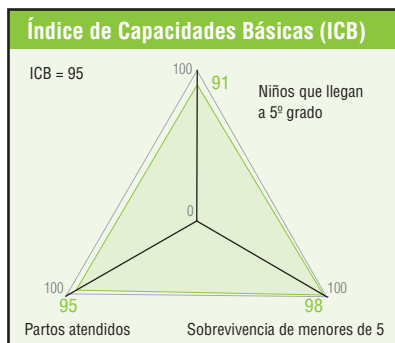 Índice de Capacidades Básicas (ICB)
ICB = 95
100
91
Niños que llegan
a 5º grado
0
100
95
100
98
Partos atendidos
Sobrevivencia de menores de 5